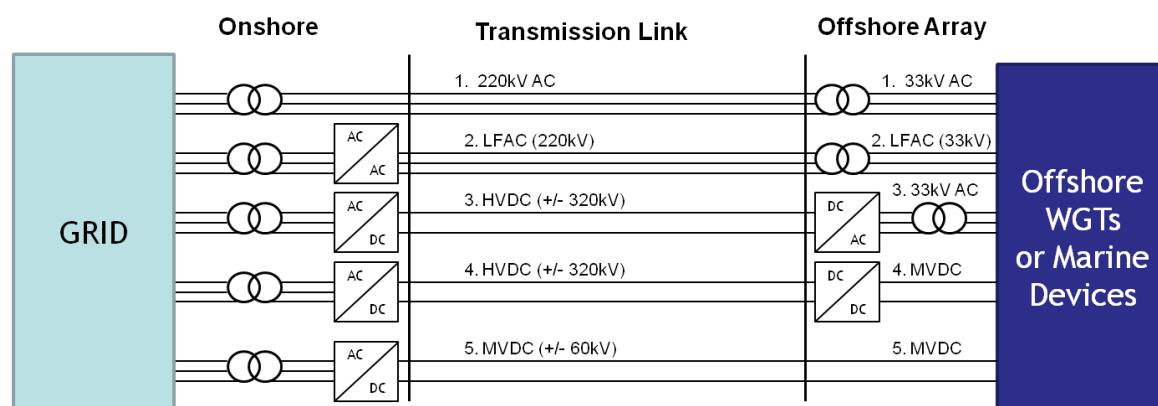 Onshore
Transmission Link
Offshore Array
GRID
1. 220kV AC
1. 33kV AC
AC
AC
2. LFAC (220kV)
2. LFAC (33kV)
AC
DC
3. HVDC (+/- 320kV)
DC
AC
3. 33kV AC
AC
DC
4. HVDC (+/- 320kV)
DC
DC
4. MVDC
AC
DC
5. MVDC (+/- 60kV)
5. MVDC
Offshore
WGTs
or Marine
Devices